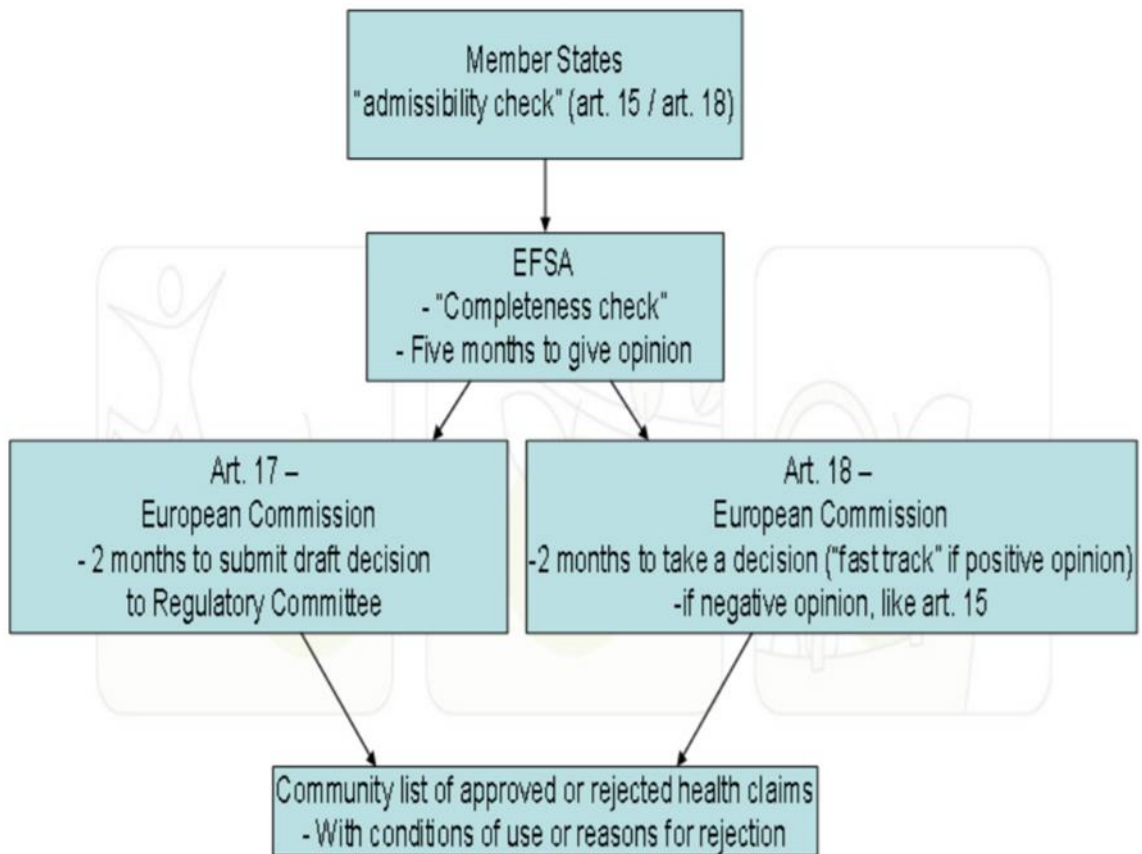 Member States
"admissibility check" (art. 15 / art. 18)
EFSA
- "Completeness check"
- Five months to give opinion
Art. 17 –
European Commission
- 2 months to submit draft decision
to Regulatory Committee
Art. 18 –
European Commission
-2 months to take a decision ("fast track" if positive opinion)
-if negative opinion, like art. 15
Community list of approved or rejected health claims
- With conditions of use or reasons for rejection